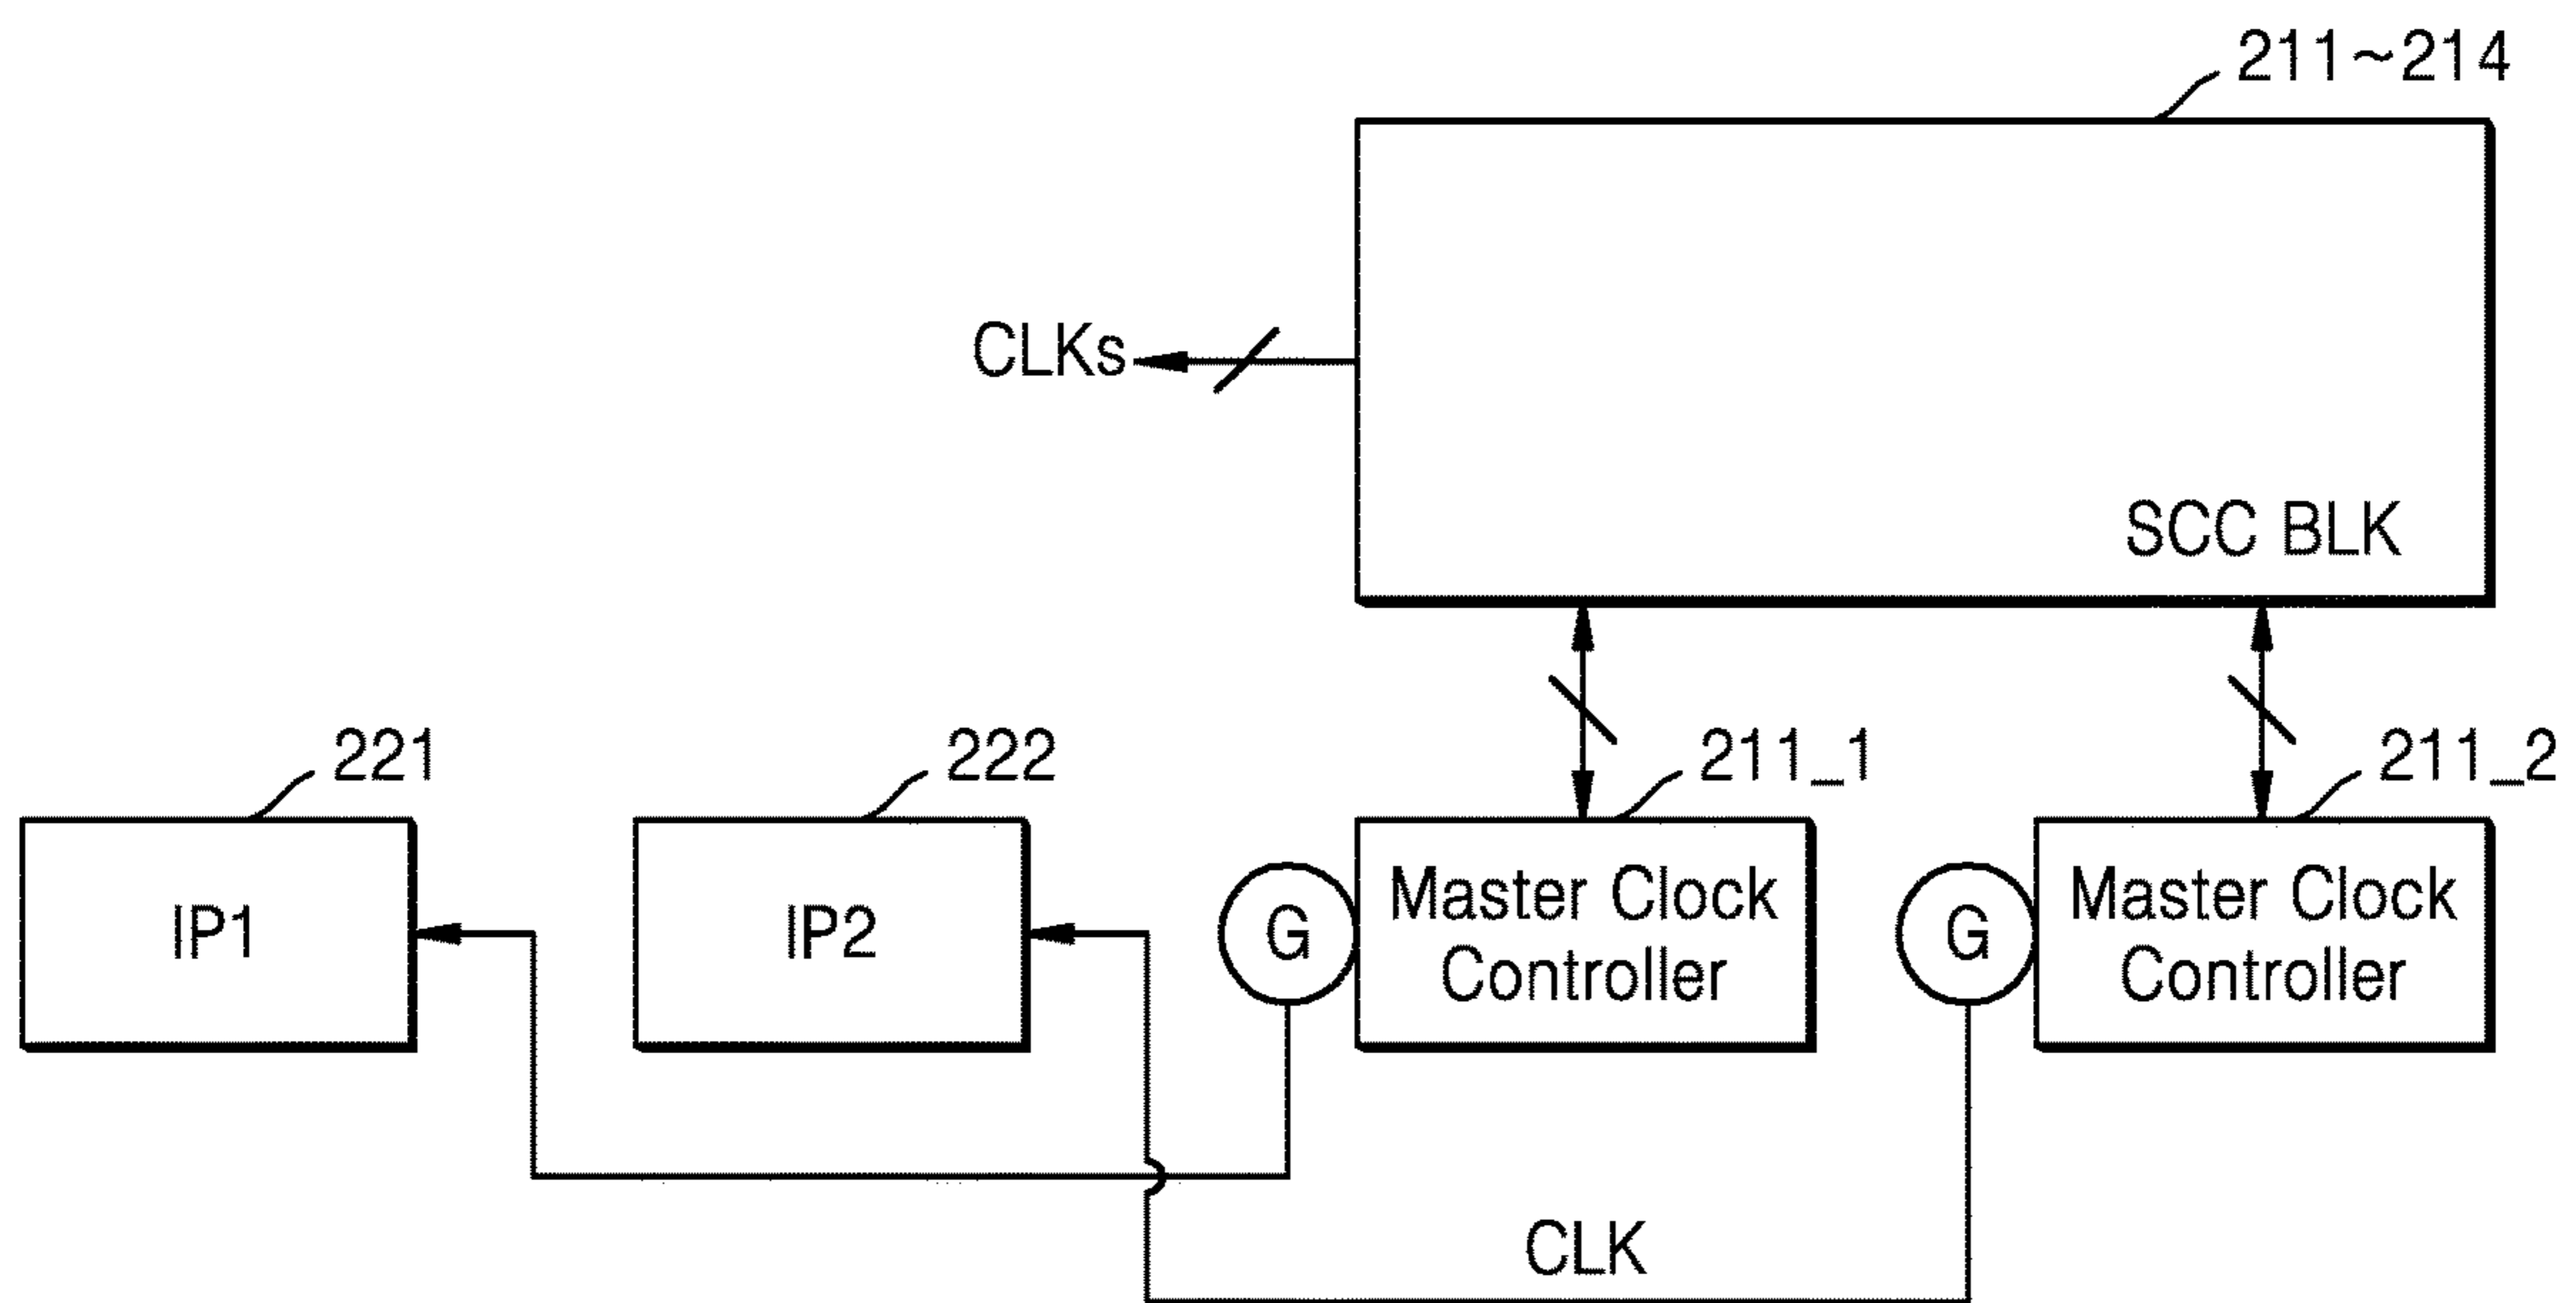 211~214
CLKs
SCC BLK
221
222
211_1
211_2
IP1
IP2
G
Master Clock
Controller
G
Master Clock
Controller
CLK